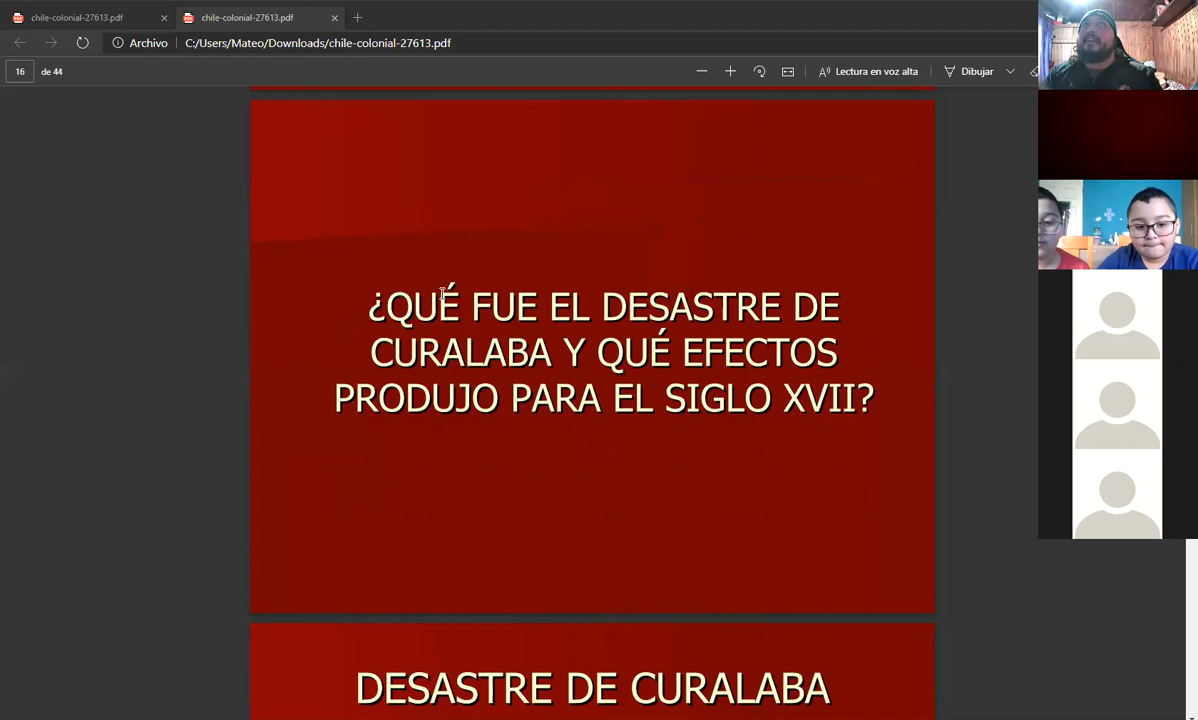 chile-colonial-27613.pdf
chile-colonial-27613.pdf
Archivo C:/Users/Mateo/Downloads/chile-colonial-27613.pdf
16 de 44
Lectura en voz alta
Dibujar
¿QUÉ FUE EL DESASTRE DE
CURALABA Y QUÉ EFECTOS
PRODUJO PARA EL SIGLO XVII?
DESASTRE DE CURALABA